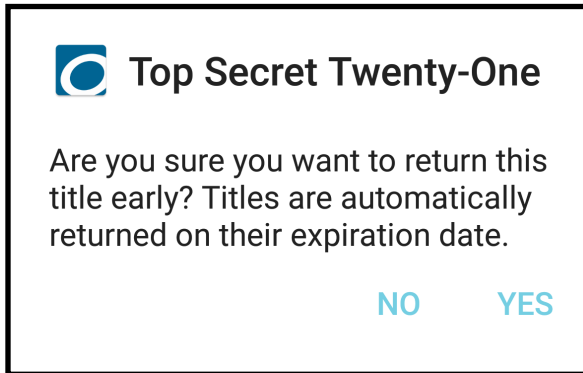 Top Secret Twenty-One
Are you sure you want to return this
title early? Titles are automatically
returned on their expiration date.
NO YES